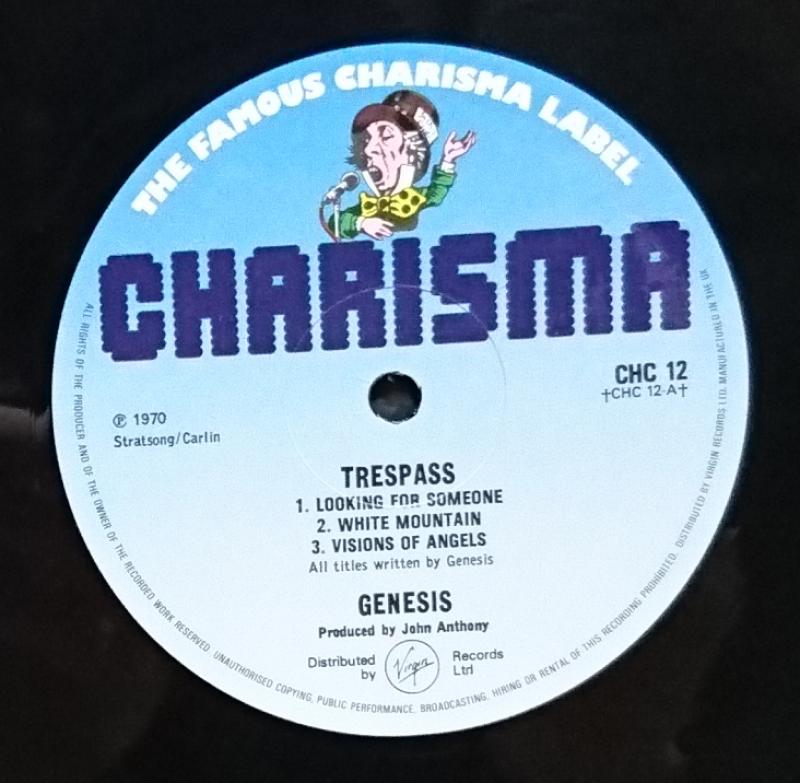 THE FAMOUS CHARISMA LABEL
CHARISMA
CHC 12
†CHC 12-A†
℗ 1970
Stratsong/Carlin
TRESPASS
1. LOOKING FOR SOMEONE
2. WHITE MOUNTAIN
3. VISIONS OF ANGELS
All titles written by Genesis
GENESIS
Produced by John Anthony
Distributed by
Virgin
Records Ltd
ALL RIGHTS OF THE PRODUCER AND OF THE OWNER OF THE RECORDED WORK RESERVED. UNAUTHORISED COPYING, PUBLIC PERFORMANCE, BROADCASTING, HIRING OR RENTAL OF THIS RECORDING PROHIBITED. DISTRIBUTED BY VIRGIN RECORDS LTD. MANUFACTURED IN THE UK